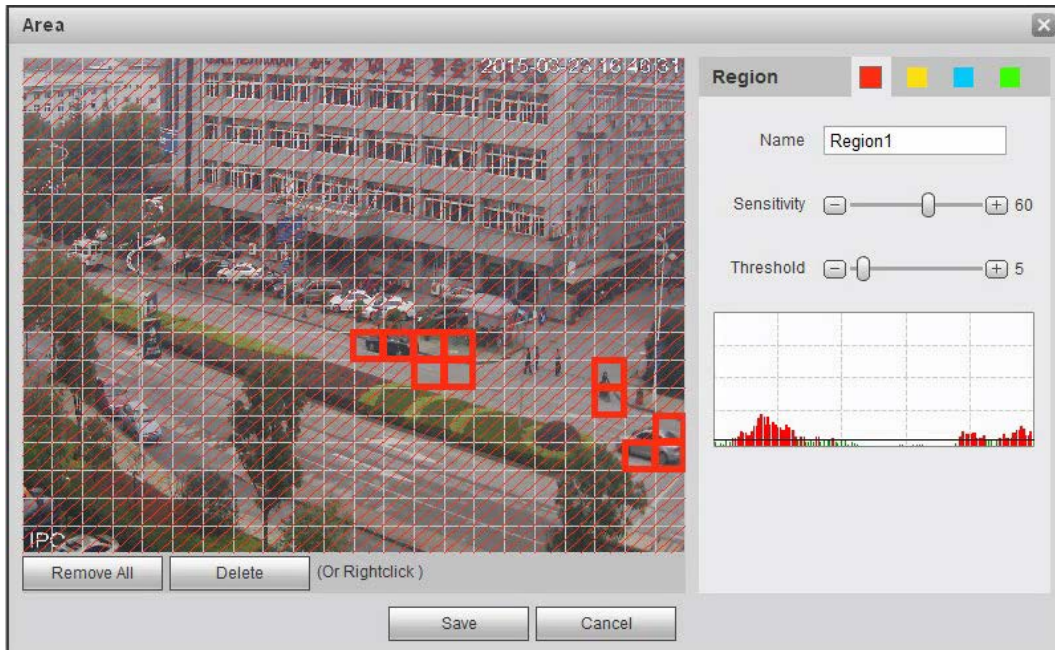 Area
2015-03-23 16:46:31
Region
Name
Region1
Sensitivity
60
Threshold
5
IPC
Remove All
Delete
(Or Rightclick )
Save
Cancel